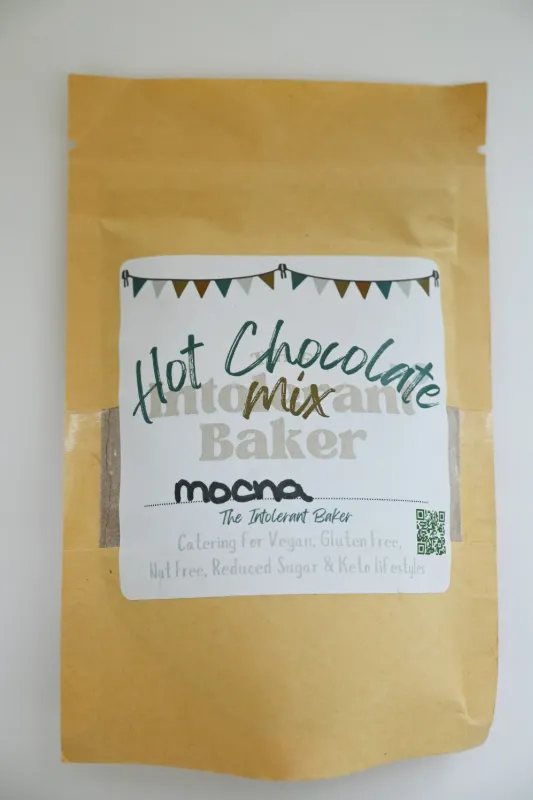 Hot Chocolate
mix
The
Intolerant
Baker
mocha
The Intolerant Baker
Catering for Vegan, Gluten Free,
Nut Free, Reduced Sugar & Keto lifestyles